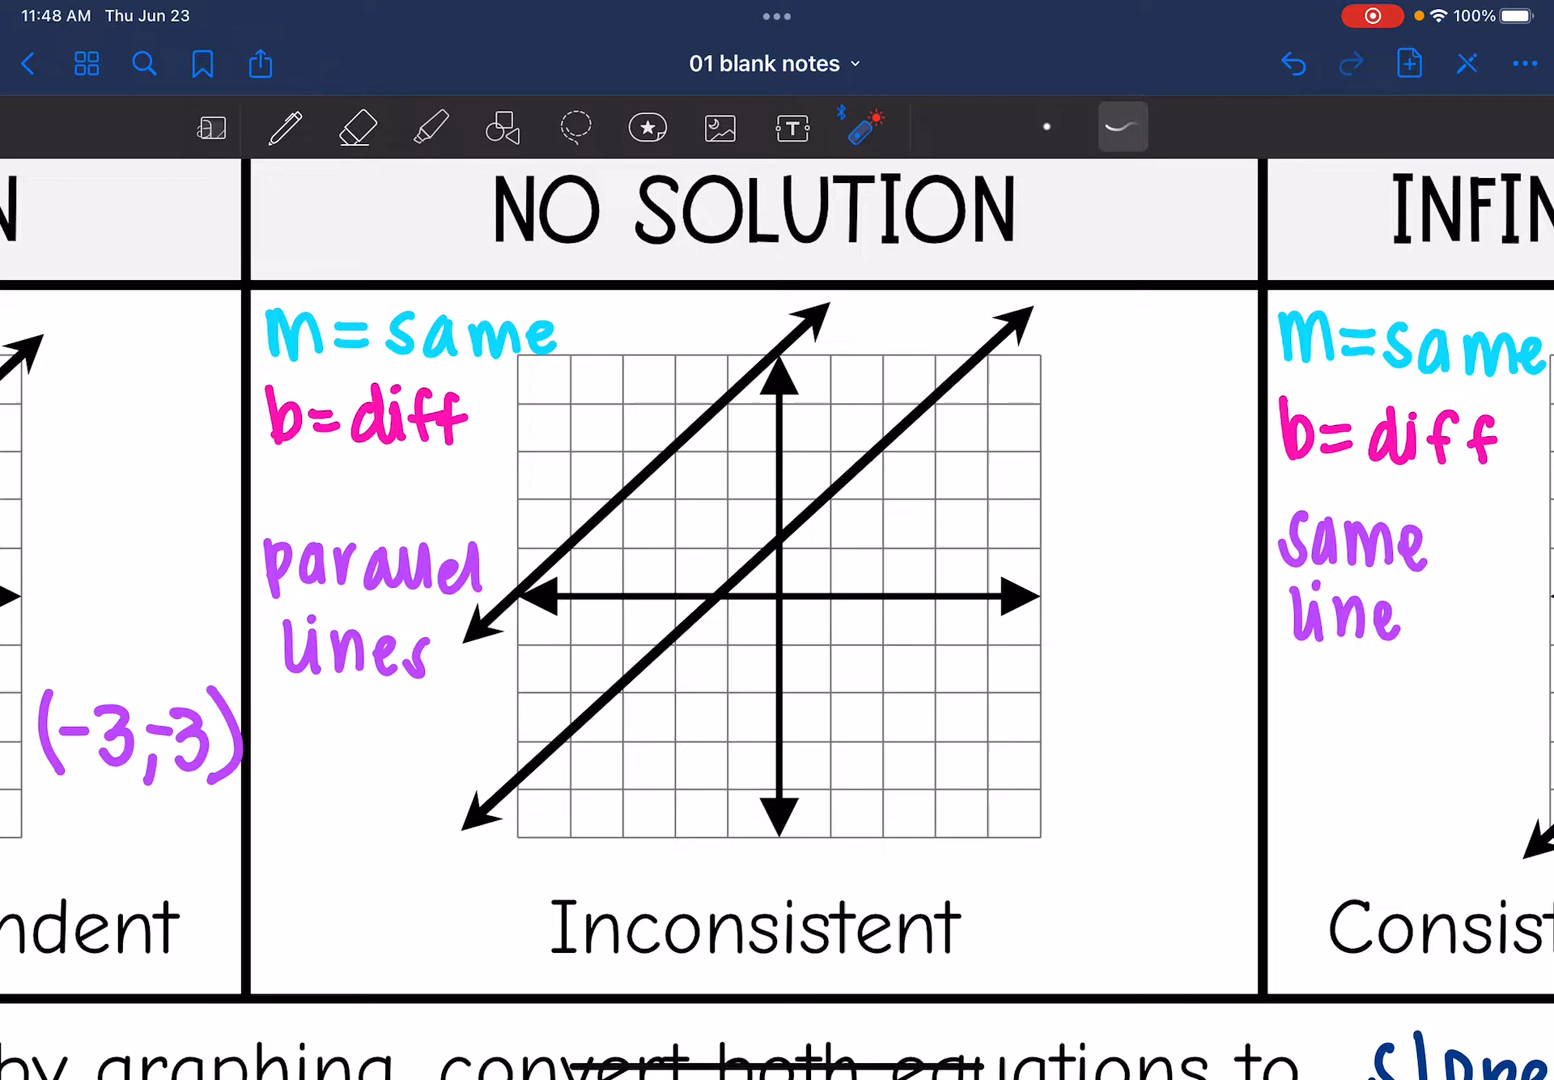 11:48 AM Thu Jun 23
100%
01 blank notes
T
N
NO SOLUTION
INFIN
m=same
b=diff
parallel
lines
(-3,-3)
m=same
b=diff
same
line
ndent
Inconsistent
Consist
by graphing, convert both equations to slope